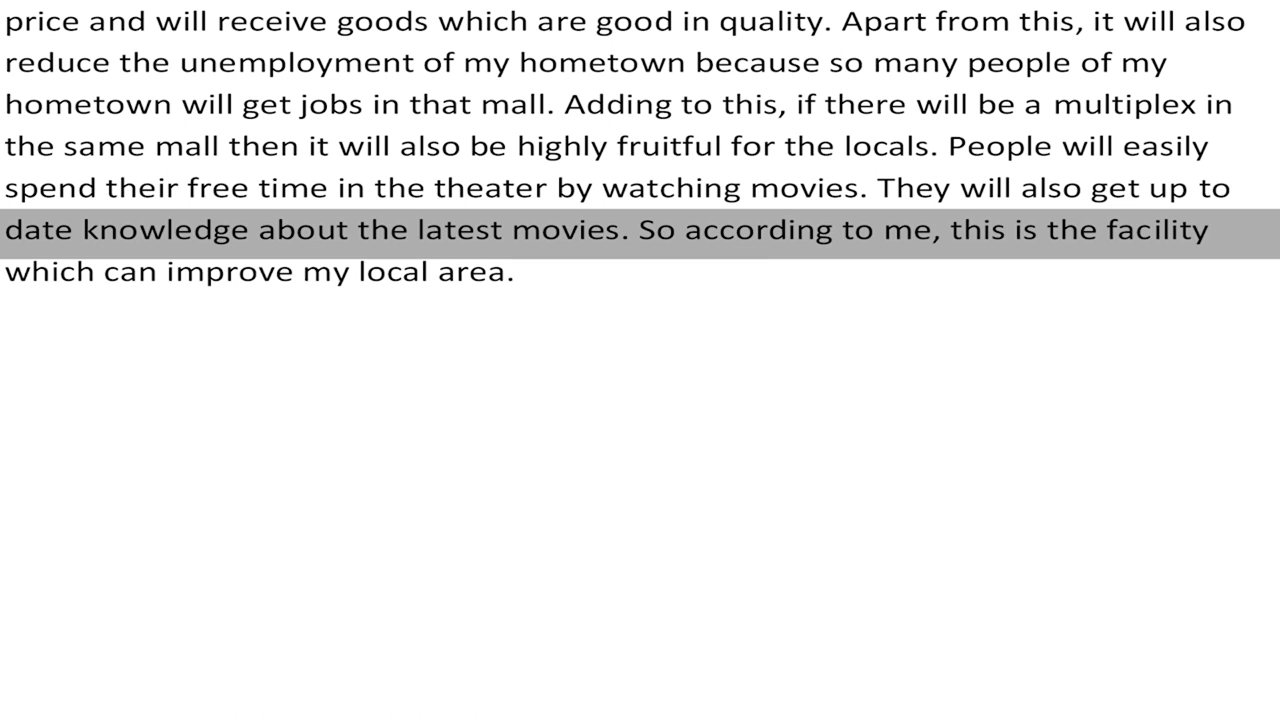 price and will receive goods which are good in quality. Apart from this, it will also
reduce the unemployment of my hometown because so many people of my
hometown will get jobs in that mall. Adding to this, if there will be a multiplex in
the same mall then it will also be highly fruitful for the locals. People will easily
spend their free time in the theater by watching movies. They will also get up to
date knowledge about the latest movies. So according to me, this is the facility
which can improve my local area.